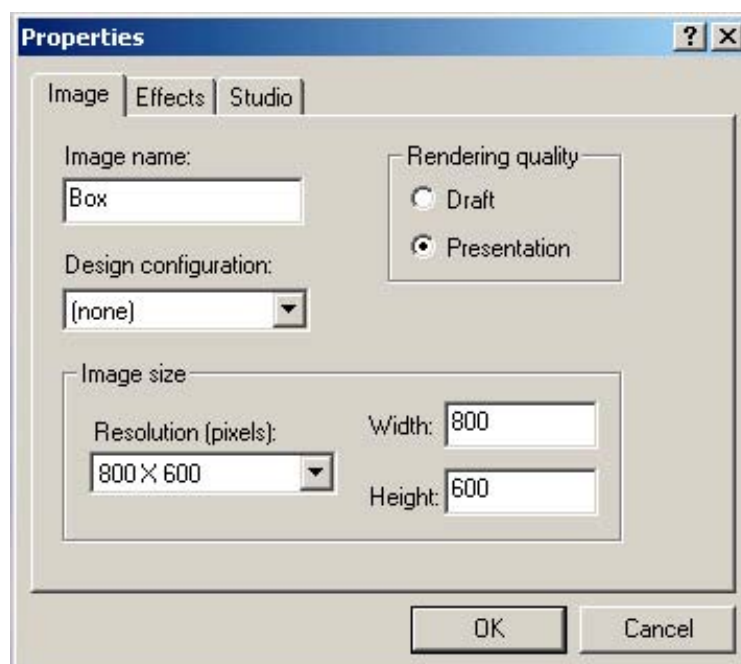 Properties
Image Effects Studio
Image name:
Box
Design configuration:
(none)
Rendering quality
Draft
Presentation
Image size
Resolution (pixels):
800 X 600
Width: 800
Height: 600
OK Cancel